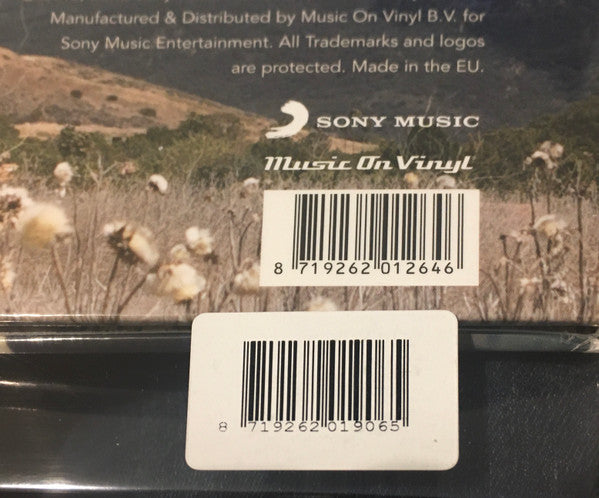 Manufactured & Distributed by Music On Vinyl B.V. for
Sony Music Entertainment. All Trademarks and logos
are protected. Made in the EU.
SONY MUSIC
Music On Vinyl
8 719262 012646
8 719262 019065